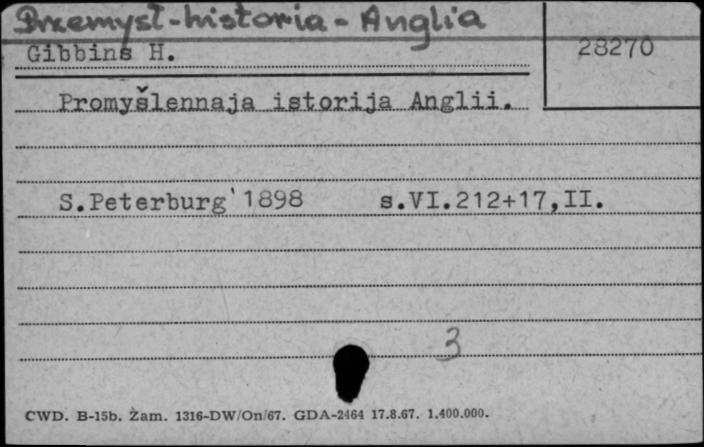 Przemysł-historia - Anglia
Gibbins H.
28270
Promyšlennaja istorija Anglii.
S.Peterburg' 1898 s.VI.212+17,II.
3
CWD. B-15b. Zam. 1316-DW/On/67. GDA-2464 17.8.67. 1.400.000.